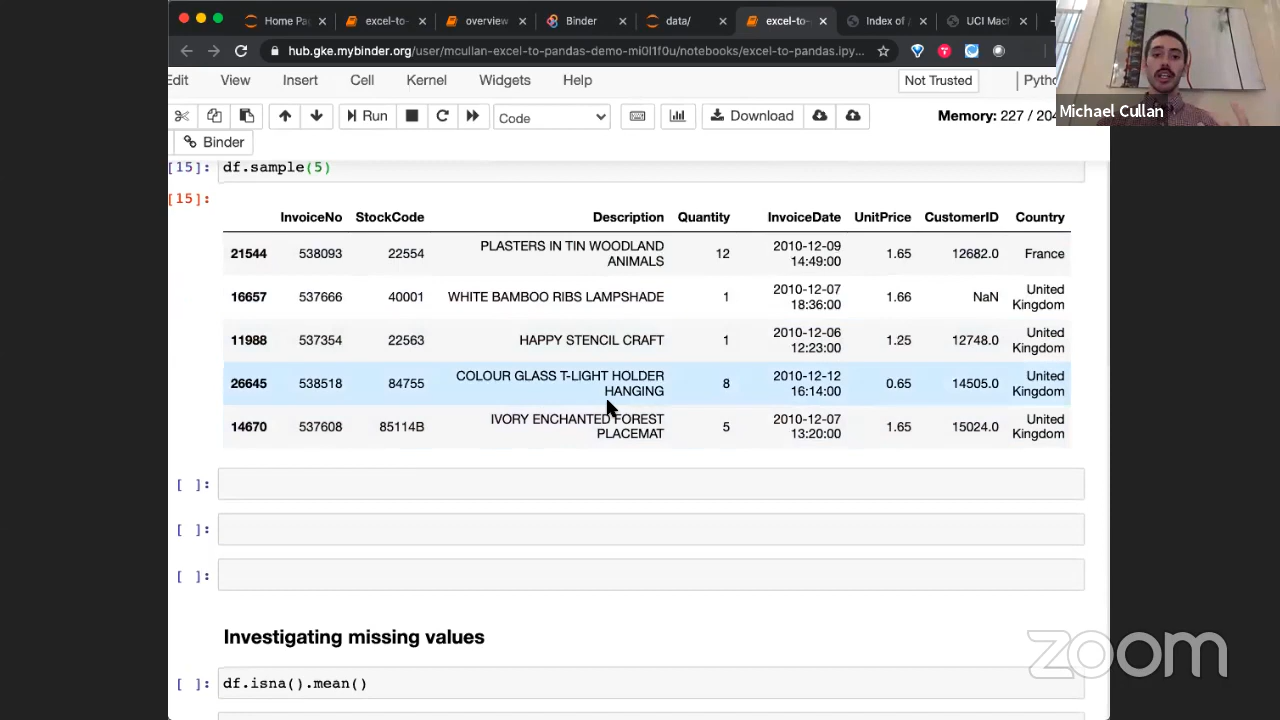 Home Pa
excel-to-
overview
Binder
data/
excel-to-
Index of
UCI Mac
hub.gke.mybinder.org/user/mcullan-excel-to-pandas-demo-mi0l1f0u/notebooks/excel-to-pandas.ipy...
Michael Cullan
Edit View Insert Cell Kernel Widgets Help Not Trusted Pytho
Run Code Download Memory: 227 / 204
Binder
[15]: df.sample(5)
[15]:
InvoiceNo StockCode Description Quantity InvoiceDate UnitPrice CustomerID Country
21544 538093 22554 PLASTERS IN TIN WOODLAND ANIMALS 12 2010-12-09 14:49:00 1.65 12682.0 France
16657 537666 40001 WHITE BAMBOO RIBS LAMPSHADE 1 2010-12-07 18:36:00 1.66 NaN United Kingdom
11988 537354 22563 HAPPY STENCIL CRAFT 1 2010-12-06 12:23:00 1.25 12748.0 United Kingdom
26645 538518 84755 COLOUR GLASS T-LIGHT HOLDER HANGING 8 2010-12-12 16:14:00 0.65 14505.0 United Kingdom
14670 537608 85114B IVORY ENCHANTED FOREST PLACEMAT 5 2010-12-07 13:20:00 1.65 15024.0 United Kingdom
[ ]:
[ ]:
[ ]:
Investigating missing values
[ ]: df.isna().mean()
zoom